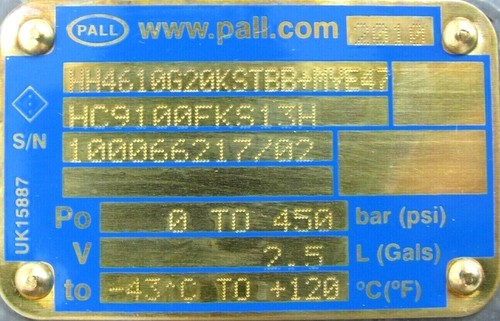 PALL www.pall.com 0010
HH4610G20KSTBB+MYE47
HC9100FKS13H
S/N 100066217/02
Po 0 TO 450 bar (psi)
V 2.5 L (Gals)
to -43°C TO +120 °C(°F)
UK15887